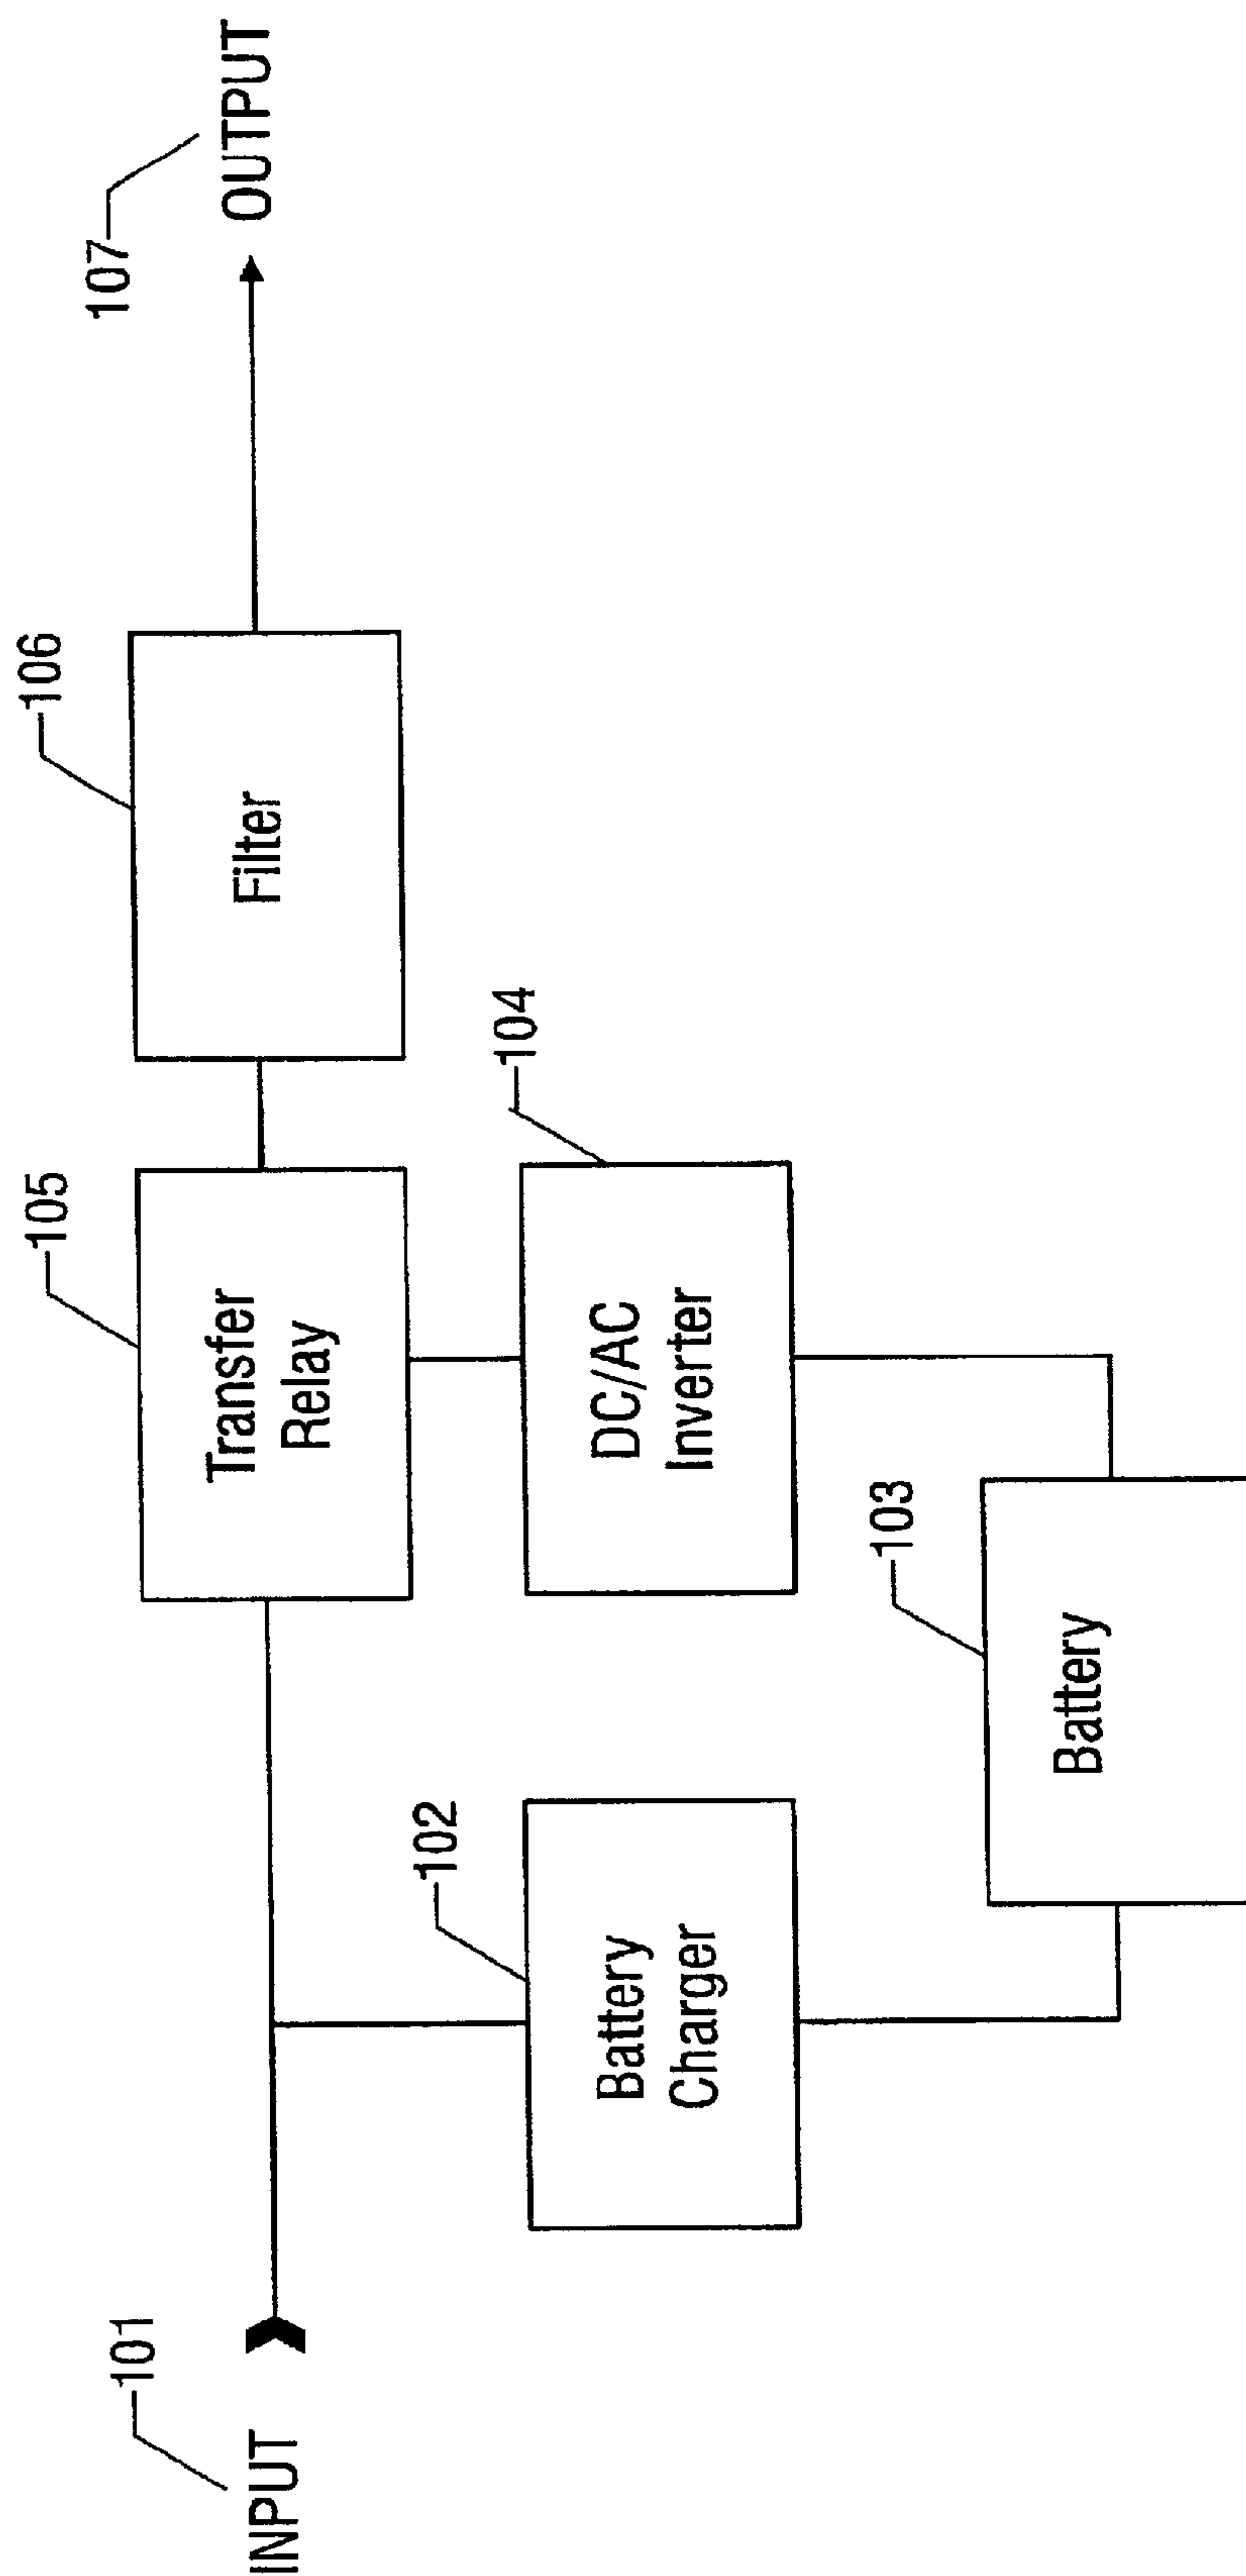 101
INPUT
102
Battery
Charger
103
Battery
104
DC/AC
Inverter
105
Transfer
Relay
106
Filter
107
OUTPUT